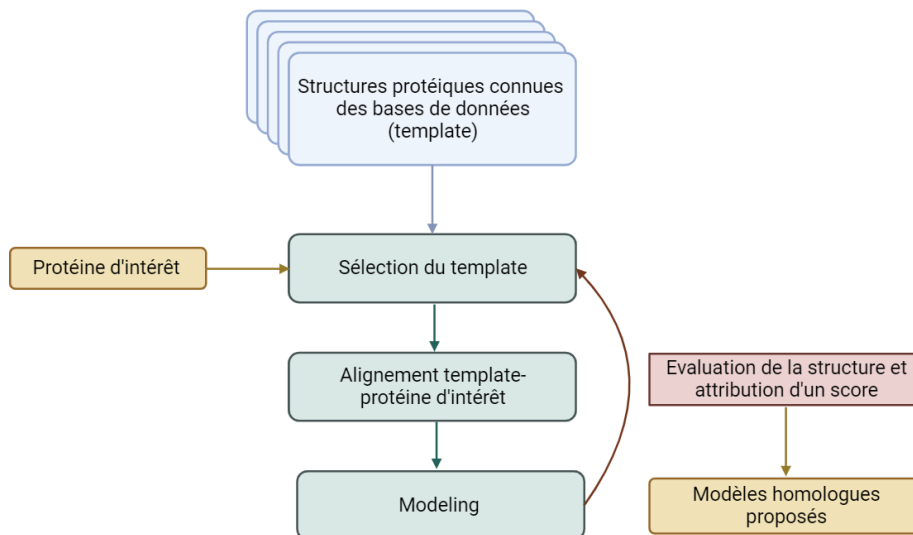 Structures protéiques connues
des bases de données
(template)
Protéine d'intérêt
Sélection du template
Alignement template-
protéine d'intérêt
Evaluation de la structure et
attribution d'un score
Modeling
Modèles homologues
proposés